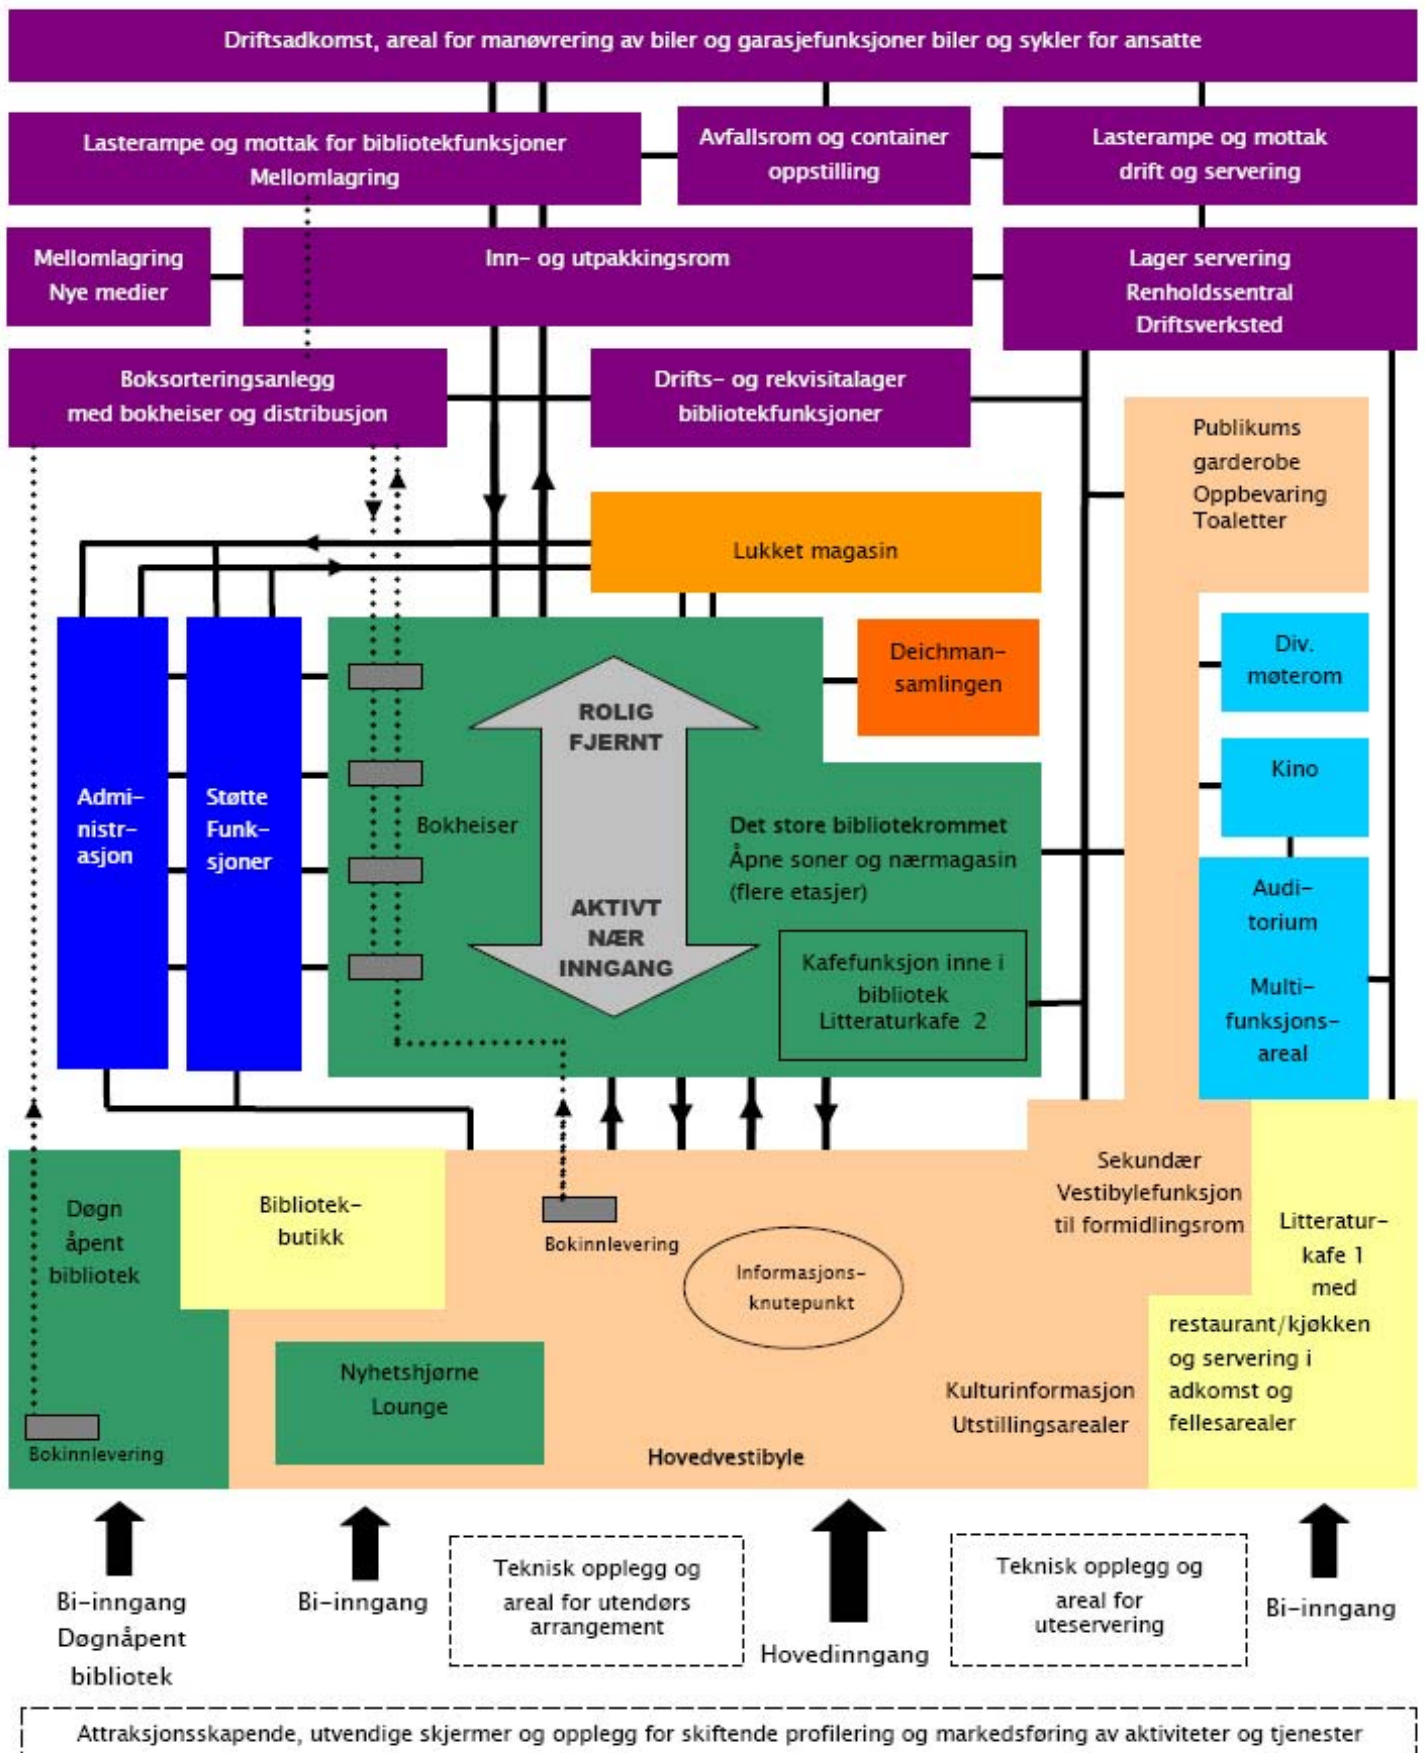 Driftsadkomst, areal for manøvrering av biler og garasjefunksjoner biler og sykler for ansatte
Lasterampe og mottak for bibliotekfunksjoner
Mellomlagring
Avfallsrom og container
oppstilling
Lasterampe og mottak
drift og servering
Mellomlagring
Nye medier
Inn- og utpakkingsrom
Lager servering
Renholdssentral
Driftsverksted
Boksorteringsanlegg
med bokheiser og distribusjon
Drifts- og rekvisitalager
bibliotekfunksjoner
Publikums
garderobe
Oppbevaring
Toaletter
Lukket magasin
Admini-
nistr-
asjon
Støtte
Funk-
sjoner
Bokheiser
ROLIG
FJERNT
AKTIVT
NÆR
INNGANG
Deichman-
samlingen
Det store bibliotekrommet
Åpne soner og nærmagasin
(flere etasjer)
Kafefunksjon inne i
bibliotek
Litteraturkafe 2
Div.
møterom
Kino
Audi-
torium
Multi-
funksjons-
areal
Døgn
åpent
bibliotek
Bokinnlevering
Bibliotek-
butikk
Nyhetshjørne
Lounge
Bokinnlevering
Informasjons-
knutepunkt
Sekundær
Vestibylefunksjon
til formidlingsrom
Kulturinformasjon
Utstillingsarealer
Hovedvestibyle
Litteratur-
kafe 1
med
restaurant/kjøkken
og servering i
adkomst og
fellesarealer
Bi-inngang
Døgnåpent
bibliotek
Bi-inngang
Teknisk opplegg og
areal for utendørs
arrangement
Hovedinngang
Teknisk opplegg og
areal for
uteservering
Bi-inngang
Attraksjonsskapende, utvendige skjermer og opplegg for skiftende profilering og markedsføring av aktiviteter og tjenester